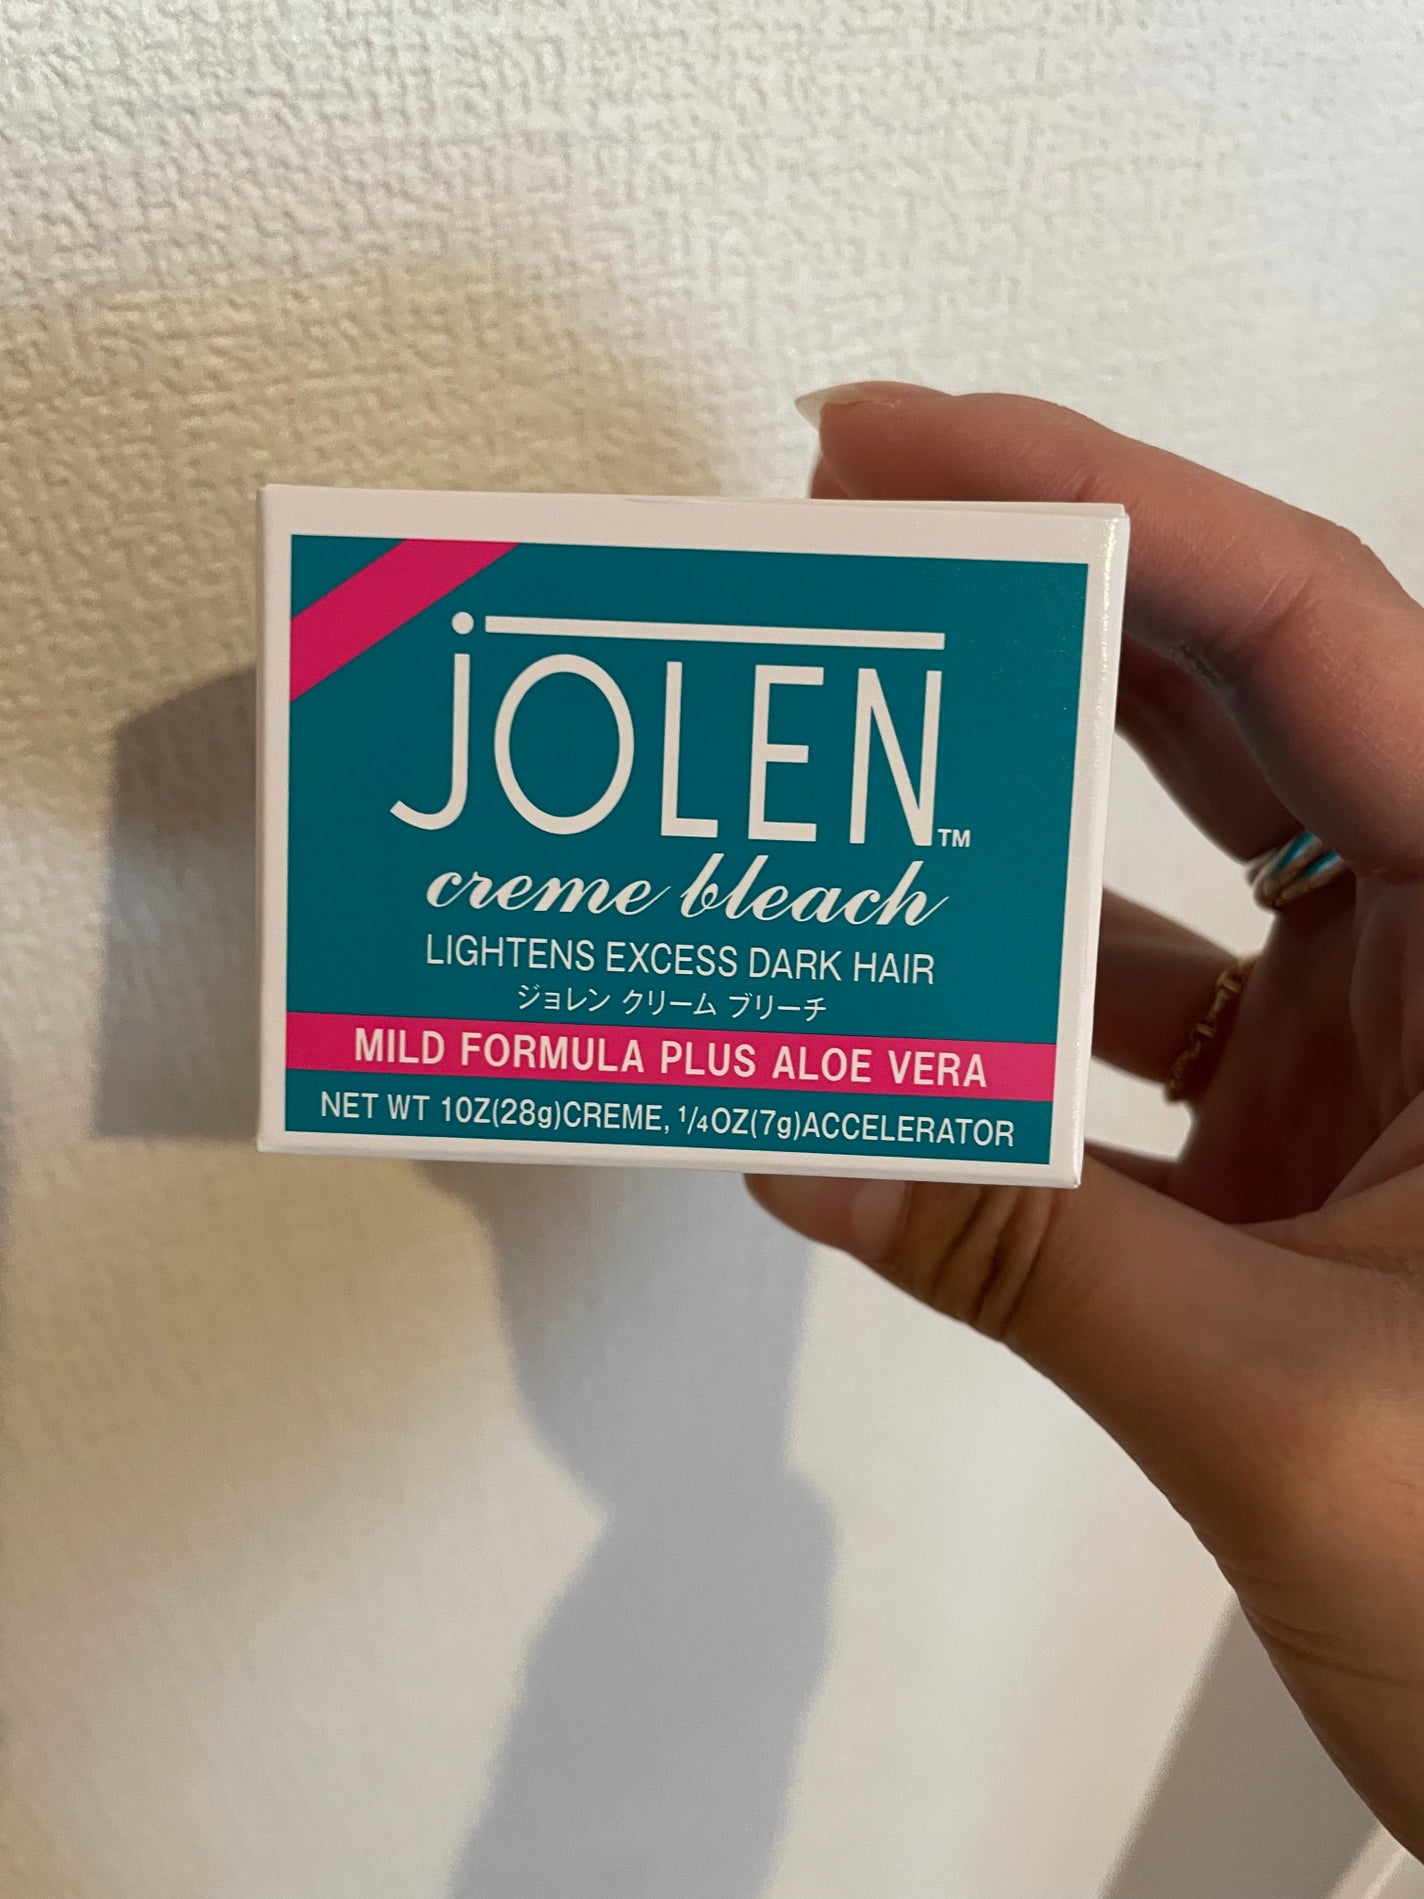 JOLEN™
creme bleach
LIGHTENS EXCESS DARK HAIR
ジョレン クリーム ブリーチ
MILD FORMULA PLUS ALOE VERA
NET WT 1OZ(28g)CREME, 1/4OZ(7g)ACCELERATOR